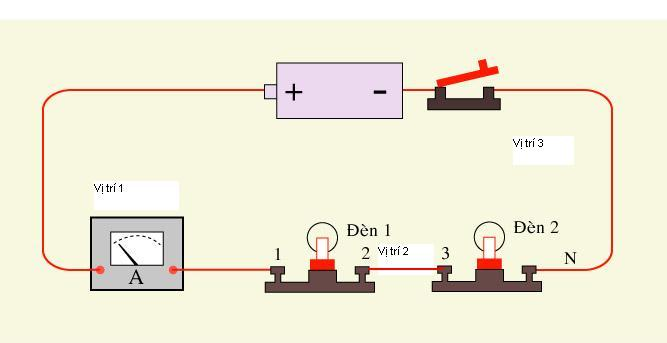 + -
Vị trí 3
Vị trí 1
Đèn 1
Đèn 2
1
2
Vị trí 2
3
N
A